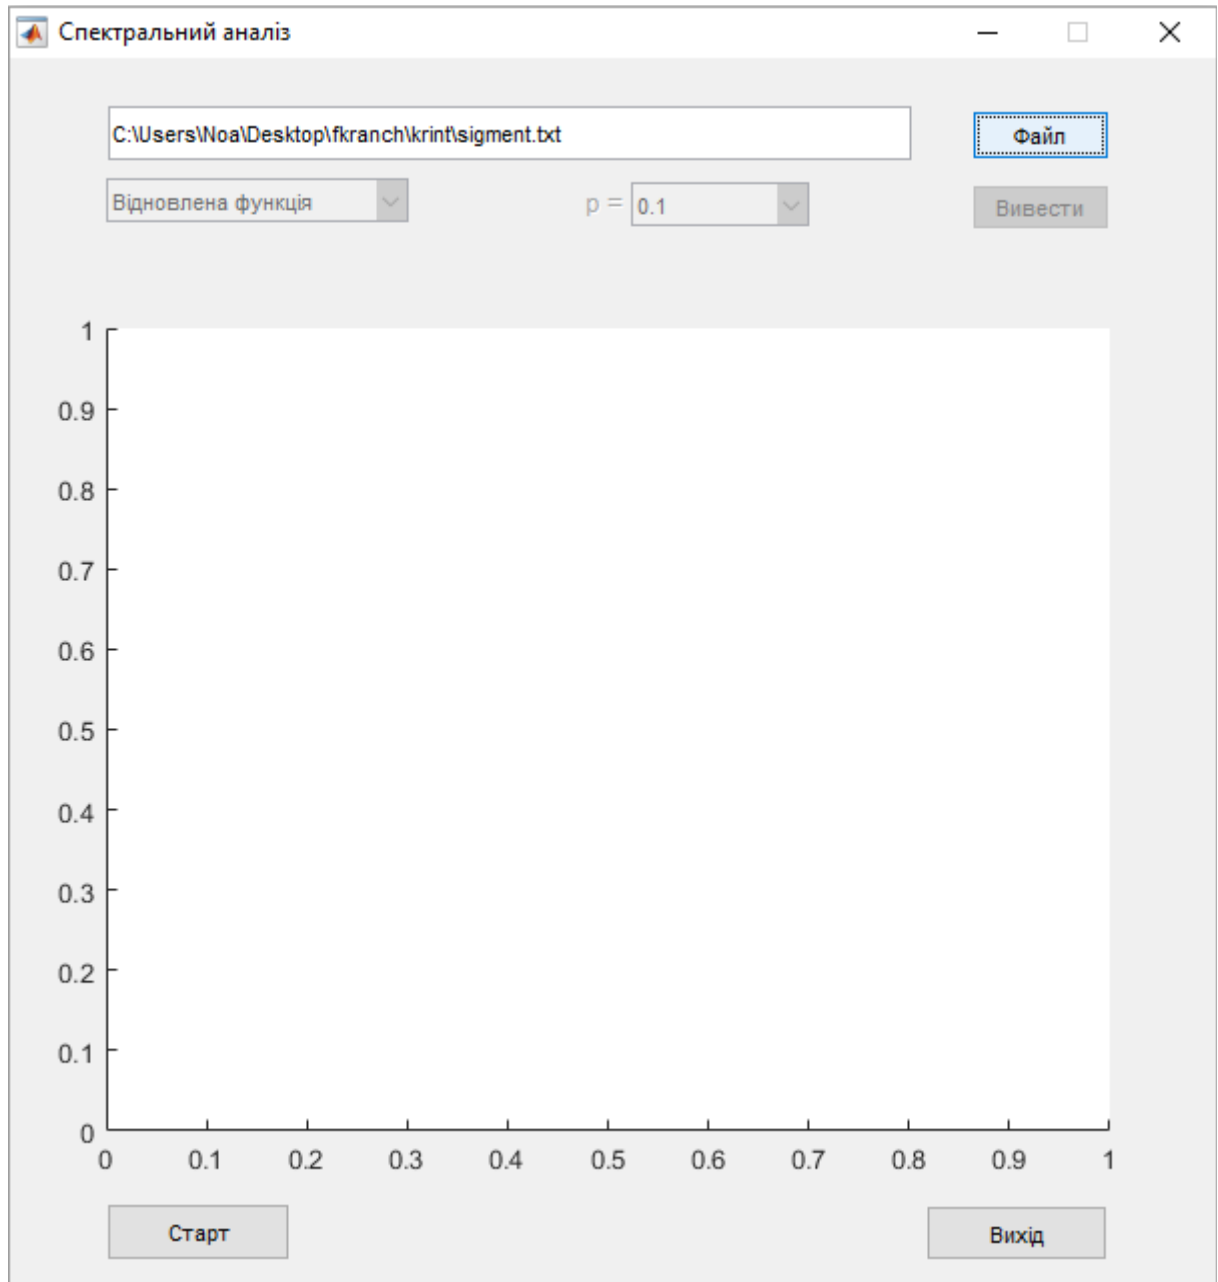 Спектральний аналіз
C:\Users\Noa\Desktop\fkranch\krint\sigment.txt
Файл
Відновлена функція
p = 0.1
Вивести
1
0.9
0.8
0.7
0.6
0.5
0.4
0.3
0.2
0.1
0
0 0.1 0.2 0.3 0.4 0.5 0.6 0.7 0.8 0.9 1
Старт
Вихід